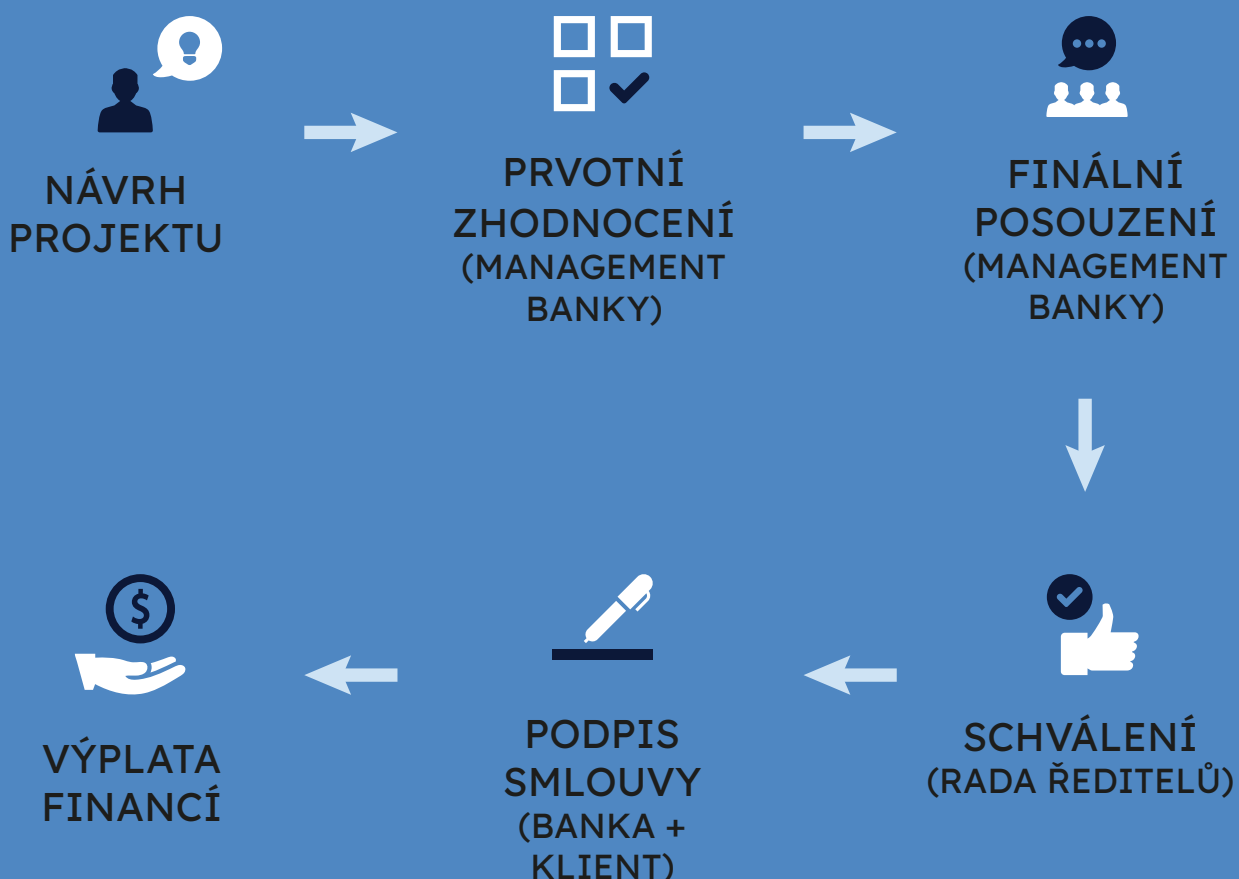 NÁVRH
PROJEKTU
PRVOTNÍ
ZHODNOCENÍ
(MANAGEMENT
BANKY)
FINÁLNÍ
POSOUZENÍ
(MANAGEMENT
BANKY)
SCHVÁLENÍ
(RADA ŘEDITELŮ)
PODPIS
SMLOUVY
(BANKA +
KLIENT)
VÝPLATA
FINANCÍ